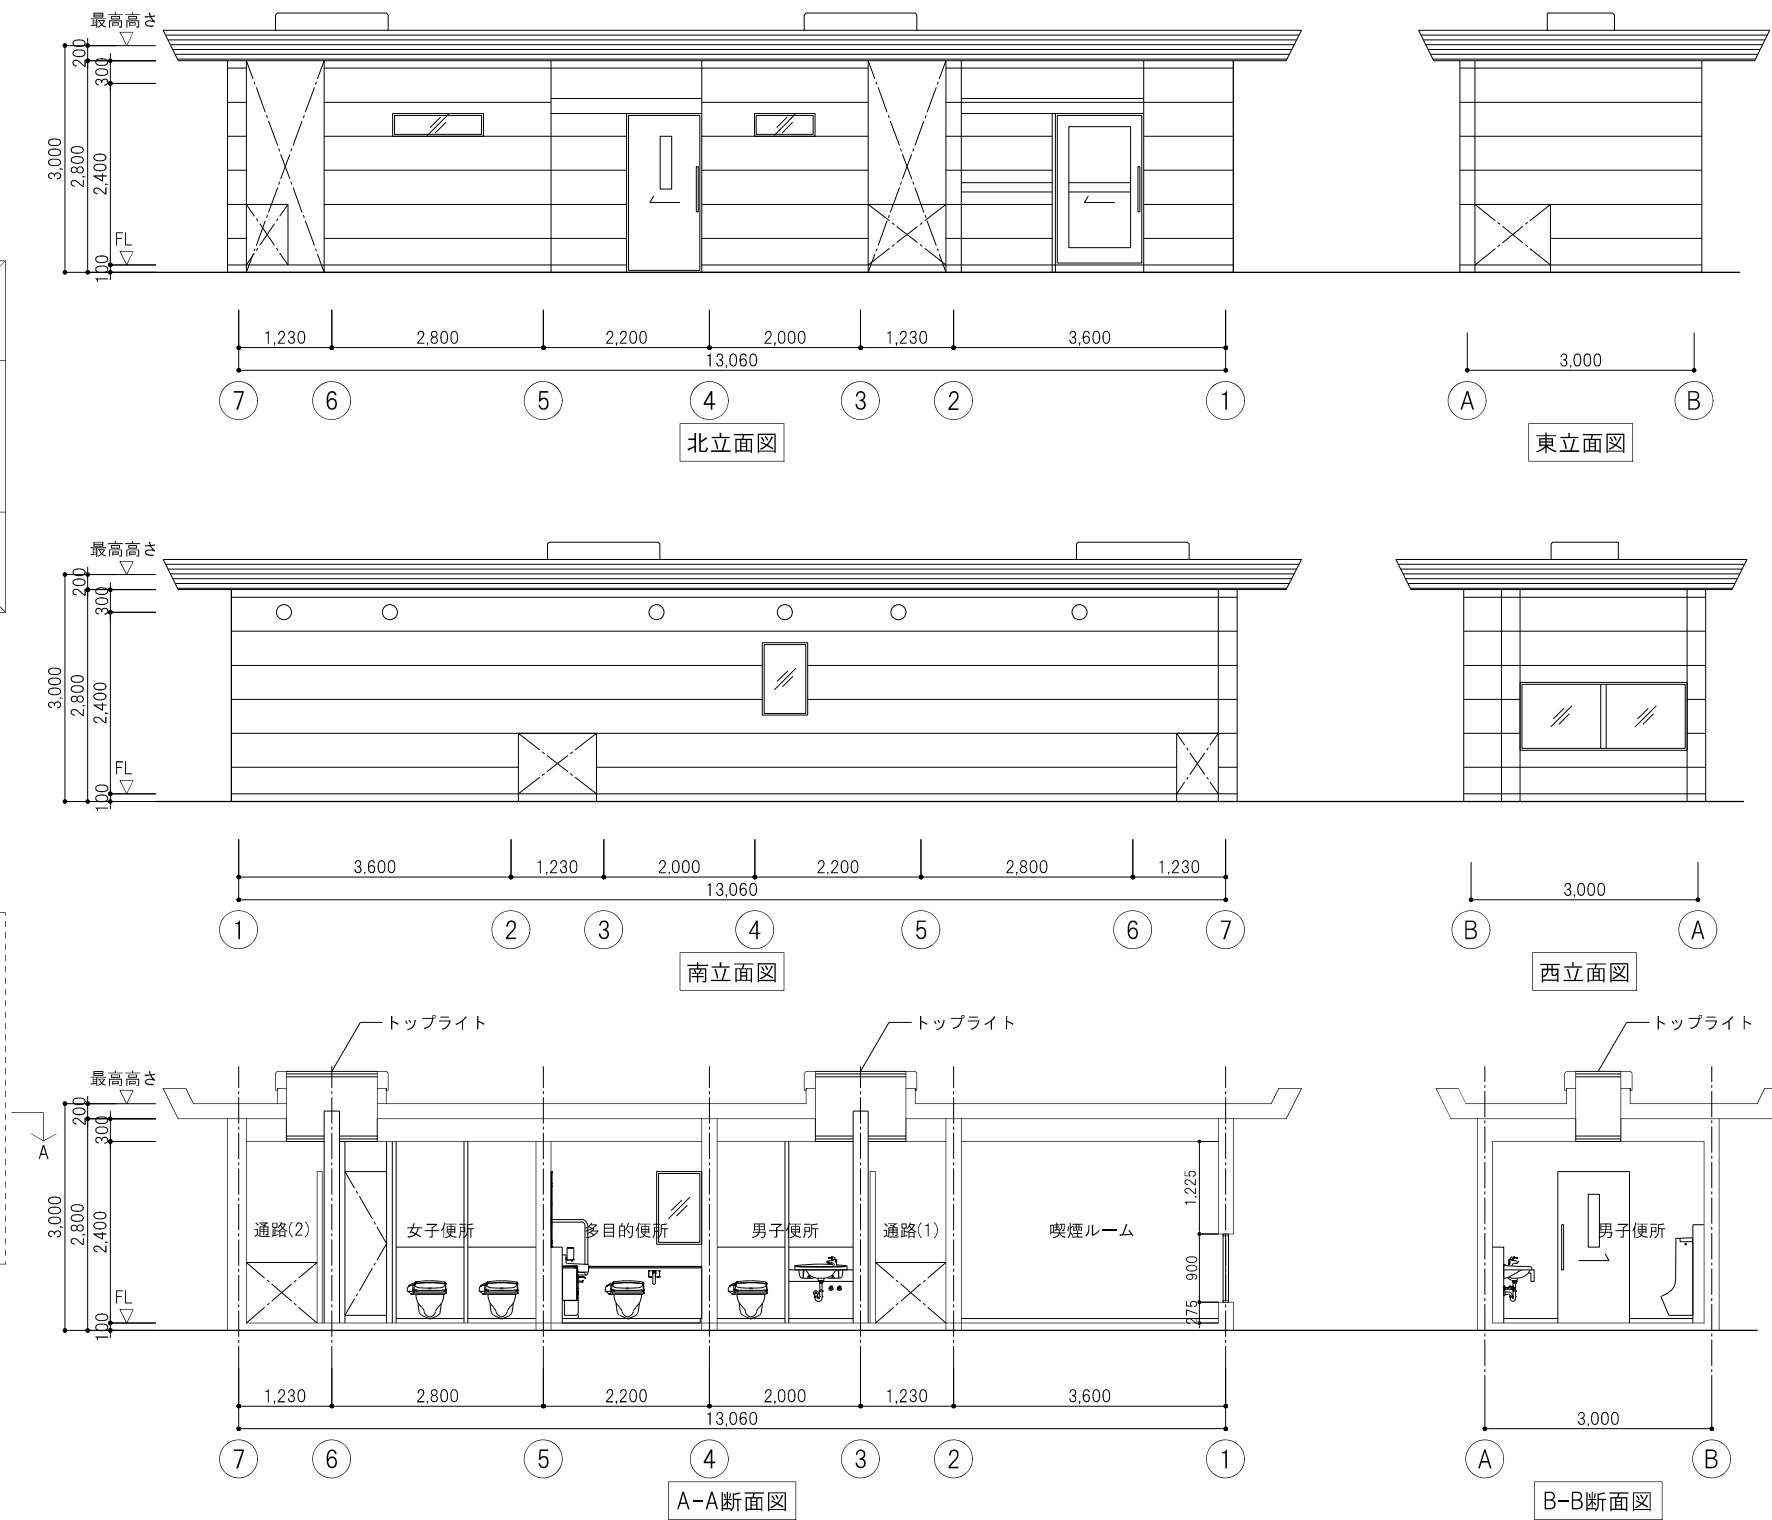 最高高さ
200
300
3,000
2,800
2,400
FL
100
1,230
2,800
2,200
2,000
1,230
3,600
13,060
7
6
5
4
3
2
1
北立面図
3,000
A
B
東立面図
最高高さ
200
300
3,000
2,800
2,400
FL
100
3,600
1,230
2,000
2,200
2,800
1,230
13,060
1
2
3
4
5
6
7
南立面図
3,000
B
A
西立面図
トップライト
トップライト
トップライト
最高高さ
200
300
A
3,000
2,800
2,400
FL
100
通路(2)
女子便所
多目的便所
男子便所
通路(1)
喫煙ルーム
1,225
900
275
男子便所
1,230
2,800
2,200
2,000
1,230
3,600
13,060
7
6
5
4
3
2
1
A-A断面図
3,000
A
B
B-B断面図